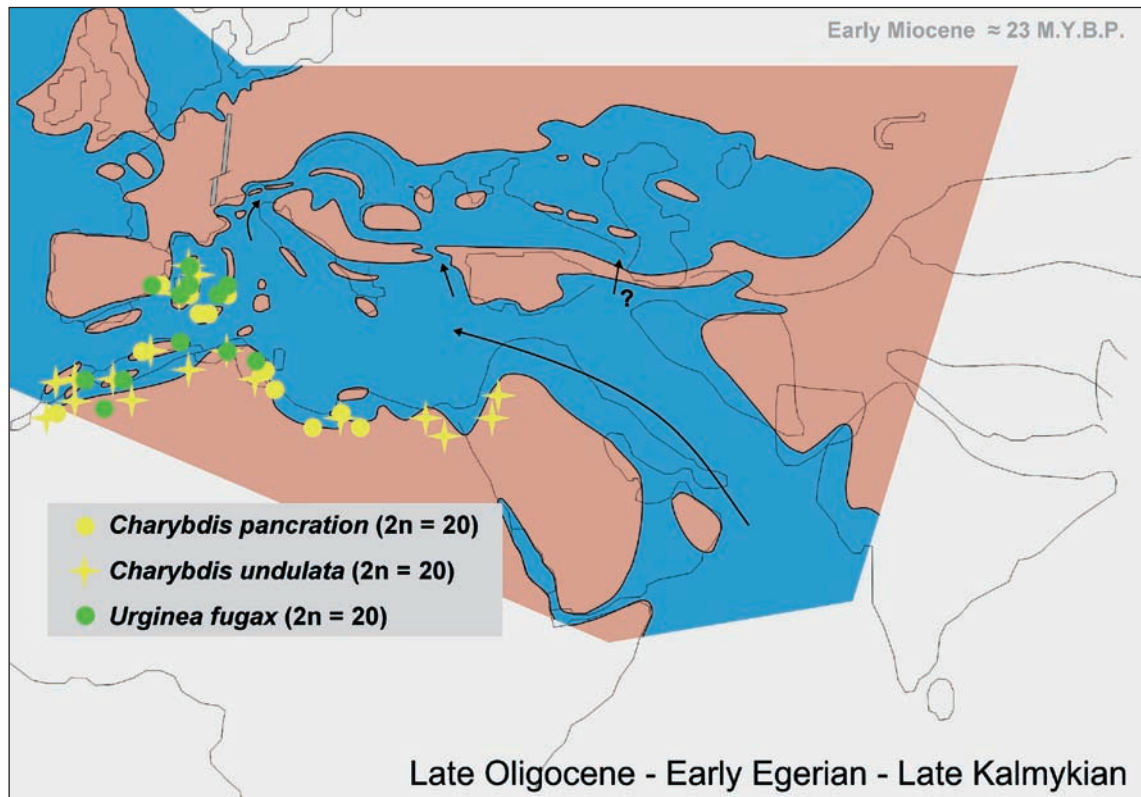 Early Miocene ≈ 23 M.Y.B.P.
?
Charybdis pancration (2n = 20)
Charybdis undulata (2n = 20)
Urginea fugax (2n = 20)
Late Oligocene - Early Egerian - Late Kalmykian